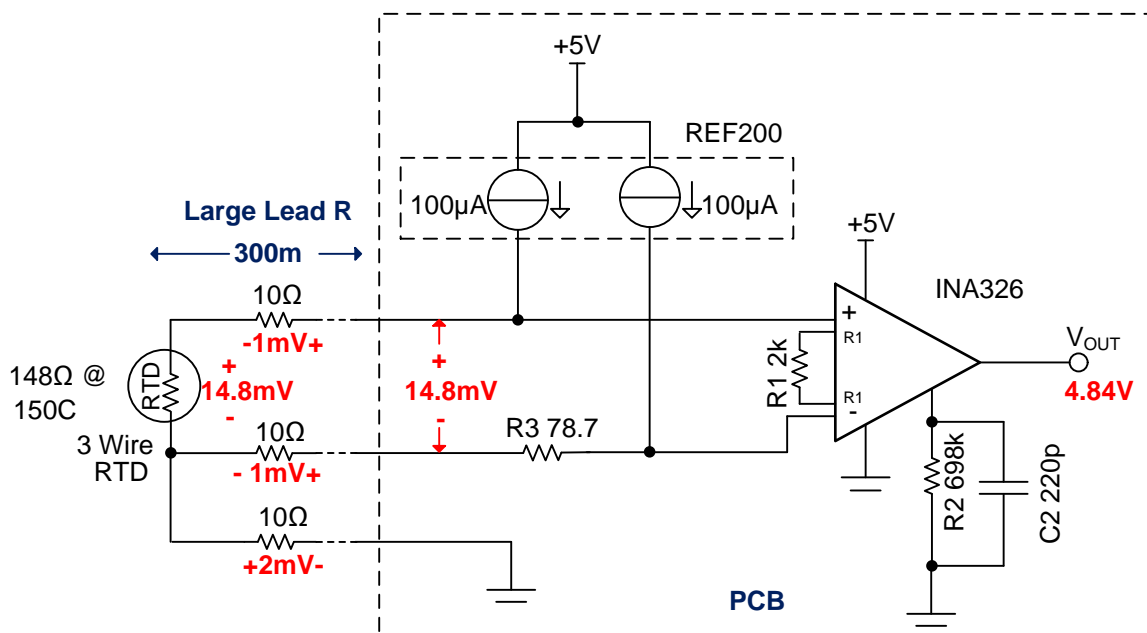 +5V
REF200
100µA
100µA
Large Lead R
300m
+5V
INA326
10Ω
-1mV+
+
R1
R1 2k
R1
-
VOUT
4.84V
148Ω @
150C
RTD
+
14.8mV
-
+
14.8mV
-
3 Wire
RTD
10Ω
- 1mV+
R3 78.7
R2 698k
C2 220p
10Ω
+2mV-
PCB